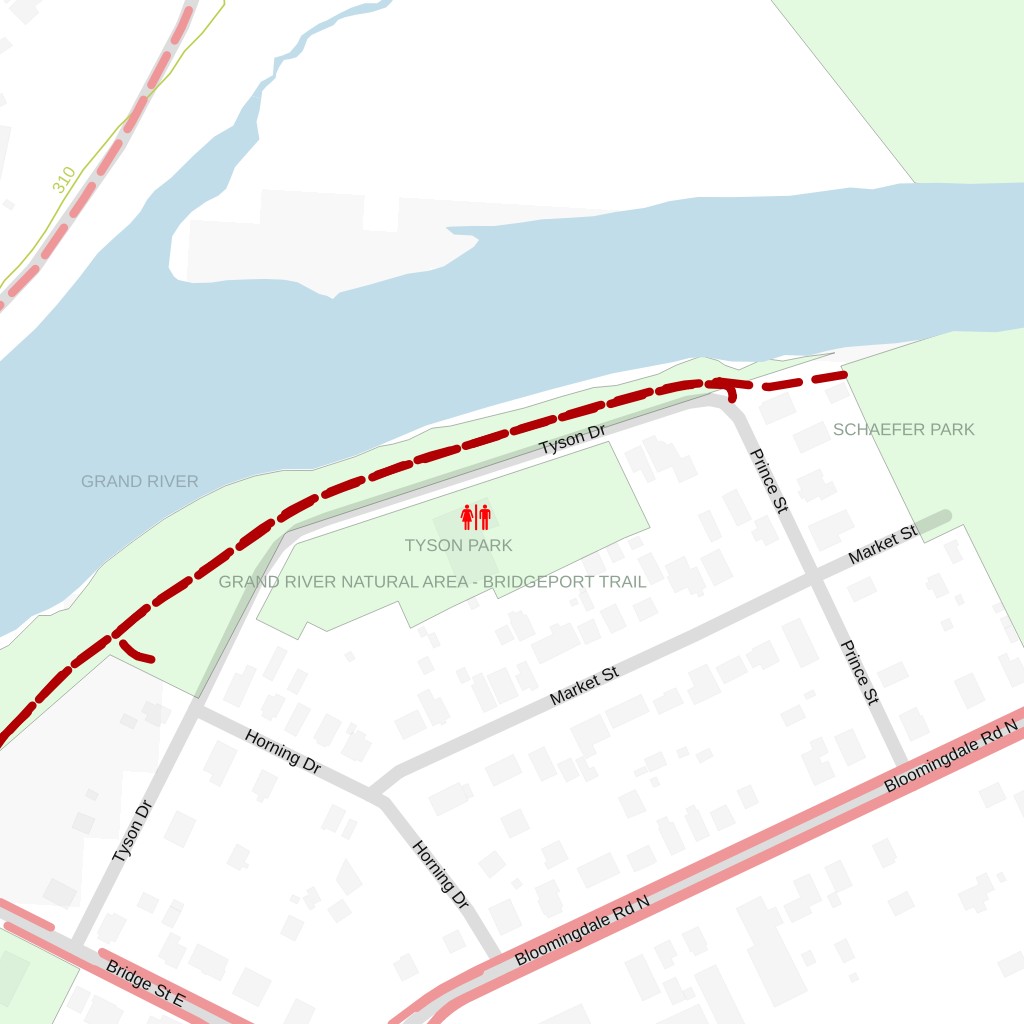 310
SCHAEFER PARK
Tyson Dr
GRAND RIVER
Prince St
TYSON PARK
Market St
GRAND RIVER NATURAL AREA - BRIDGEPORT TRAIL
Prince St
Market St
Horning Dr
Bloomingdale Rd N
Tyson Dr
Horning Dr
Bloomingdale Rd N
Bridge St E